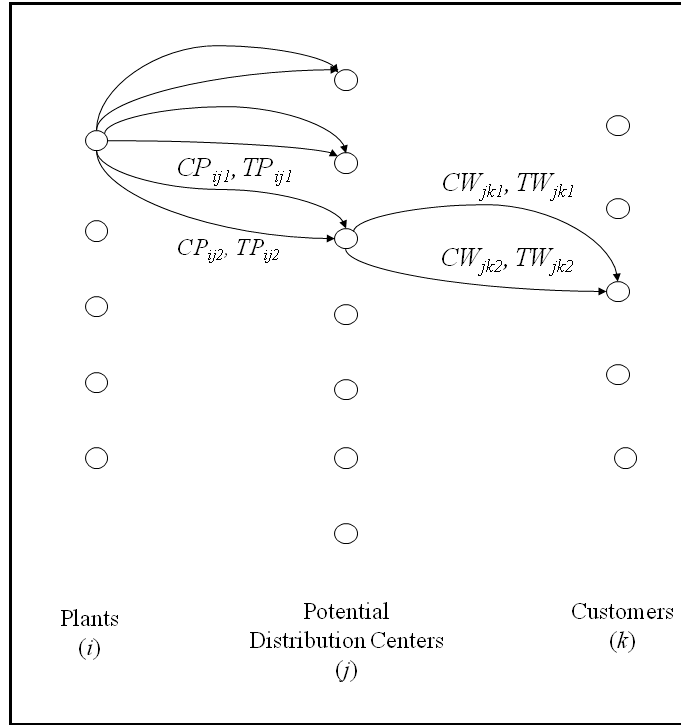 CP_ij1, TP_ij1
CW_jk1, TW_jk1
CP_ij2, TP_ij2
CW_jk2, TW_jk2
Plants
(i)
Potential
Distribution Centers
(j)
Customers
(k)